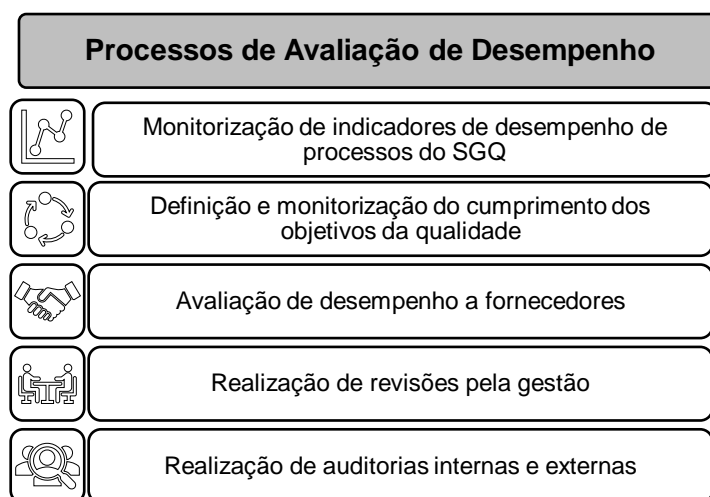 Processos de Avaliação de Desempenho
Monitorização de indicadores de desempenho de
processos do SGQ
Definição e monitorização do cumprimento dos
objetivos da qualidade
Avaliação de desempenho a fornecedores
Realização de revisões pela gestão
Realização de auditorias internas e externas